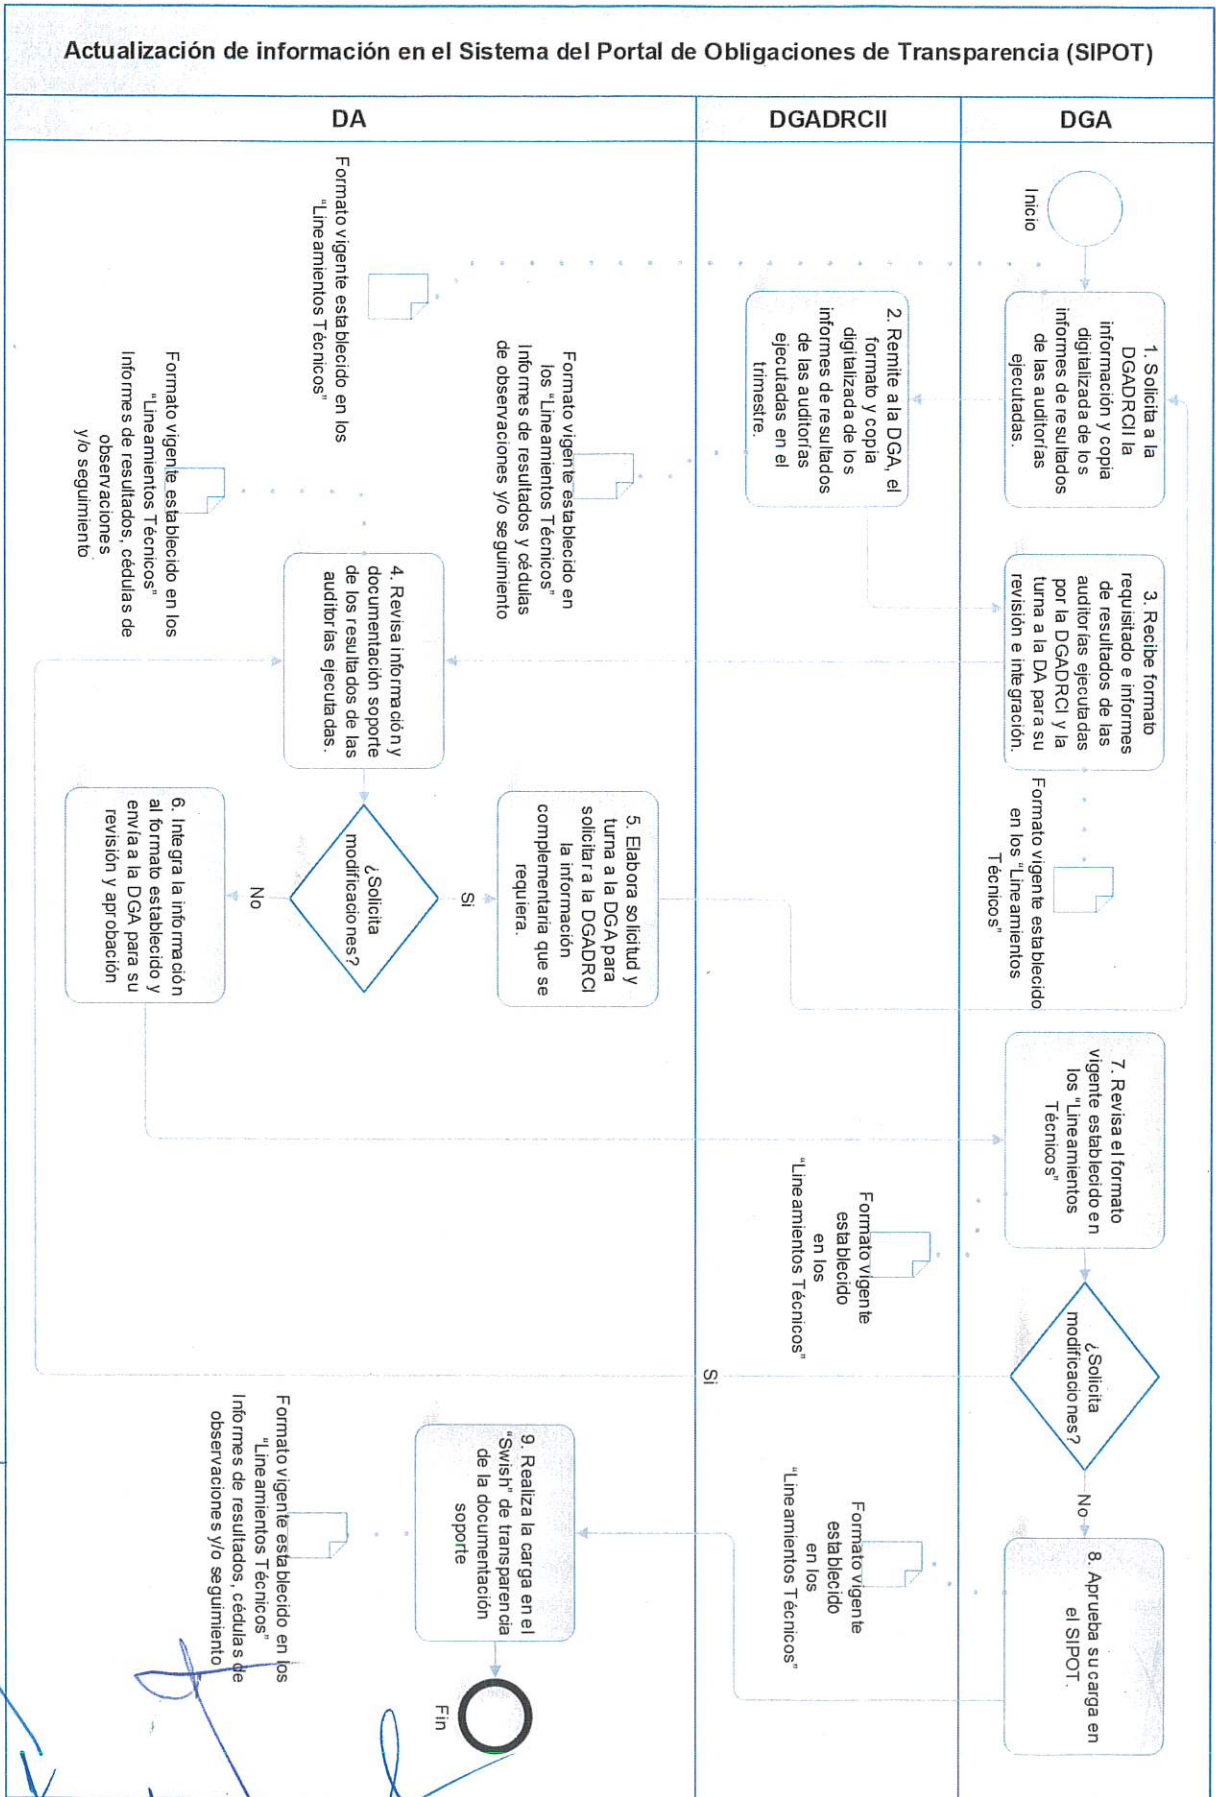 Actualización de información en el Sistema del Portal de Obligaciones de Transparencia (SIPOT)
DGA
DGADRCII
DA
Inicio
1. Solicita a la
DGADRCII la
información y copia
digitalizada de los
informes de resultados
de las auditorías
ejecutadas.
2. Remite a la DGA, el
formato y copia
digitalizada de los
informes de resultados
de las auditorías
ejecutadas en el
trimestre.
Formato vigente establecido en los
"Lineamientos Técnicos"
Formato vigente establecido en
los "Lineamientos Técnicos"
Informes de resultados y cédulas
de observaciones y/o seguimiento
3. Recibe formato
requisitado e informes
de resultados de las
auditorías ejecutadas
por la DGADRCI y la
turna a la DA para su
revisión e integración.
Formato vigente establecido
en los "Lineamientos
Técnicos"
4. Revisa información y
documentación soporte
de los resultados de las
auditorías ejecutadas.
Formato vigente establecido en los
"Lineamientos Técnicos"
Informes de resultados, cédulas de
observaciones
y/o seguimiento
¿Solicita
modificaciones?
Si
No
5. Elabora solicitud y
turna a la DGA para
solicitar a la DGADRCI
la información
complementaria que se
requiera.
6. Integra la información
al formato establecido y
envía a la DGA para su
revisión y aprobación
7. Revisa el formato
vigente establecido en
los "Lineamientos
Técnicos"
Formato vigente
establecido
en los
"Lineamientos Técnicos"
¿Solicita
modificaciones?
Si
No
8. Aprueba su carga en
el SIPOT.
Formato vigente
establecido
en los
"Lineamientos Técnicos"
9. Realiza la carga en el
"Swish" de transparencia
de la documentación
soporte
Formato vigente establecido en los
"Lineamientos Técnicos"
Informes de resultados, cédulas de
observaciones y/o seguimiento
Fin